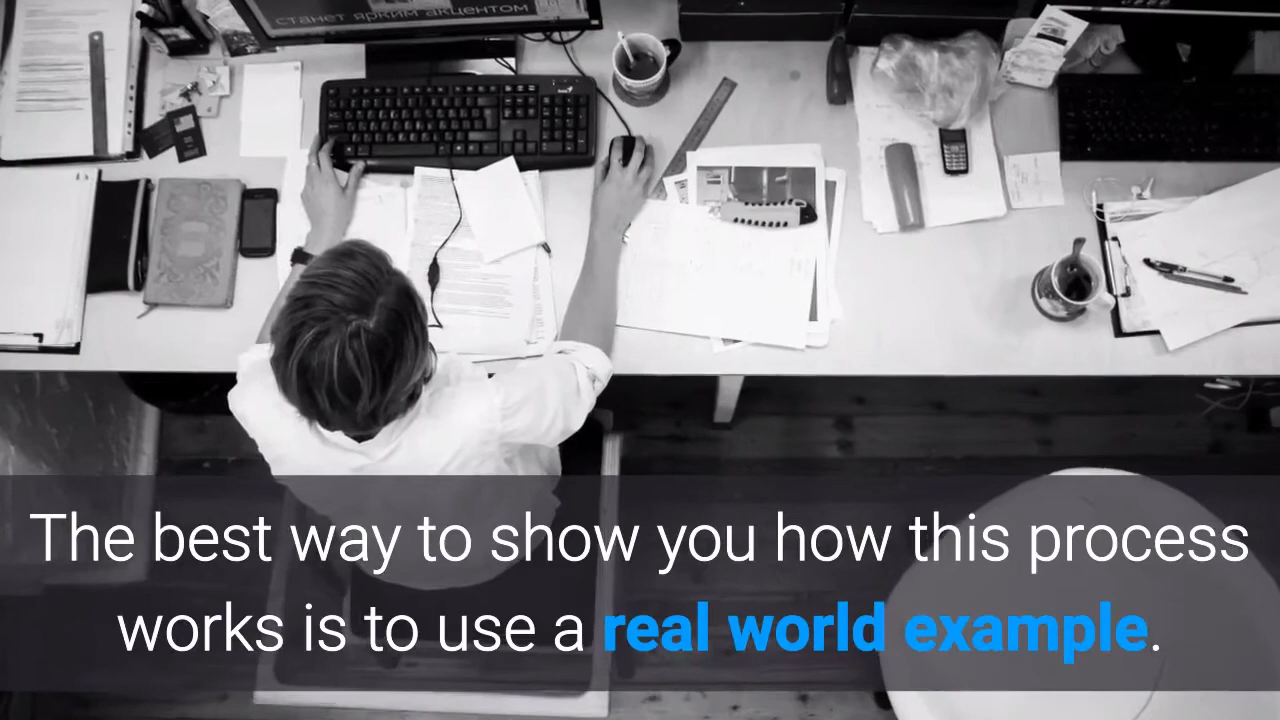 станет ярким акцентом
The best way to show you how this process
works is to use a real world example.